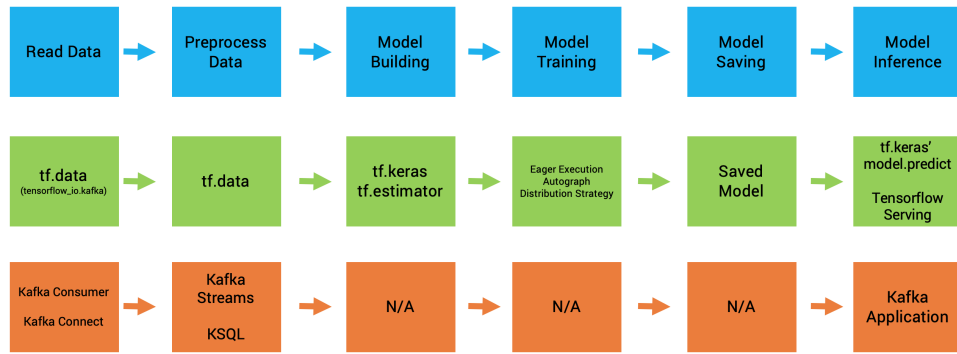 Read Data
Preprocess
Data
Model
Building
Model
Training
Model
Saving
Model
Inference
tf.data
(tensorflow_io.kafka)
tf.data
tf.keras
tf.estimator
Eager Execution
Autograph
Distribution Strategy
Saved
Model
tf.keras’
model.predict
Tensorflow
Serving
Kafka Consumer
Kafka Connect
Kafka
Streams
KSQL
N/A
N/A
N/A
Kafka
Application